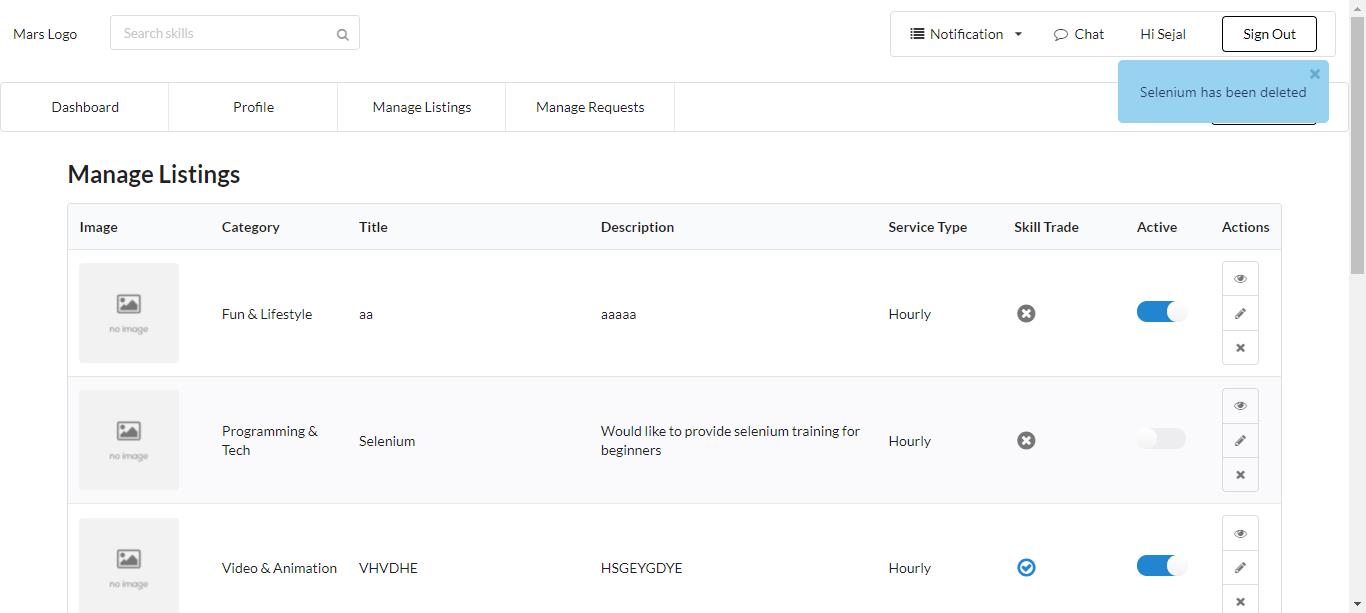 Mars Logo
Search skills
Notification
Chat
Hi Sejal
Sign Out
Selenium has been deleted
Dashboard
Profile
Manage Listings
Manage Requests
Manage Listings
Image Category Title Description Service Type Skill Trade Active Actions
no image
Fun & Lifestyle aa aaaaa Hourly
no image
Programming &
Tech
Selenium
Would like to provide selenium training for
beginners
Hourly
no image
Video & Animation VHVDHE HSGEYGDYE Hourly